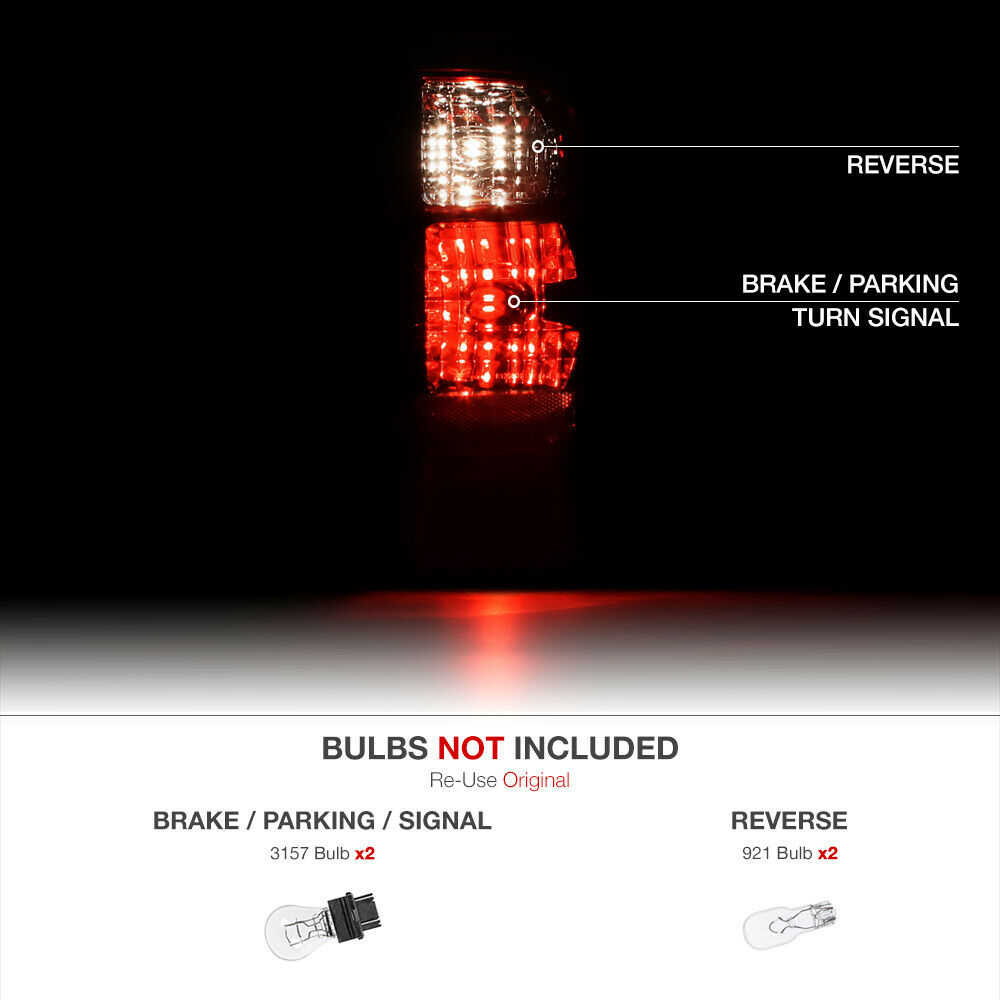 REVERSE
BRAKE / PARKING
TURN SIGNAL
BULBS NOT INCLUDED
Re-Use Original
BRAKE / PARKING / SIGNAL
3157 Bulb x2
REVERSE
921 Bulb x2